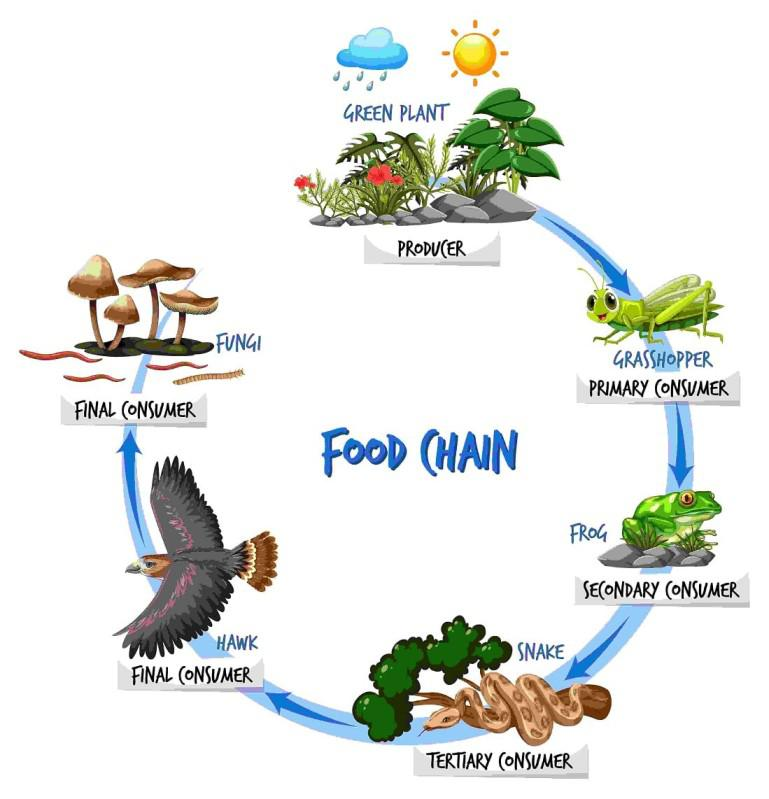 GREEN PLANT
PRODUCER
GRASSHOPPER
PRIMARY CONSUMER
FROG
SECONDARY CONSUMER
SNAKE
TERTIARY CONSUMER
HAWK
FINAL CONSUMER
FUNGI
FINAL CONSUMER
FOOD CHAIN